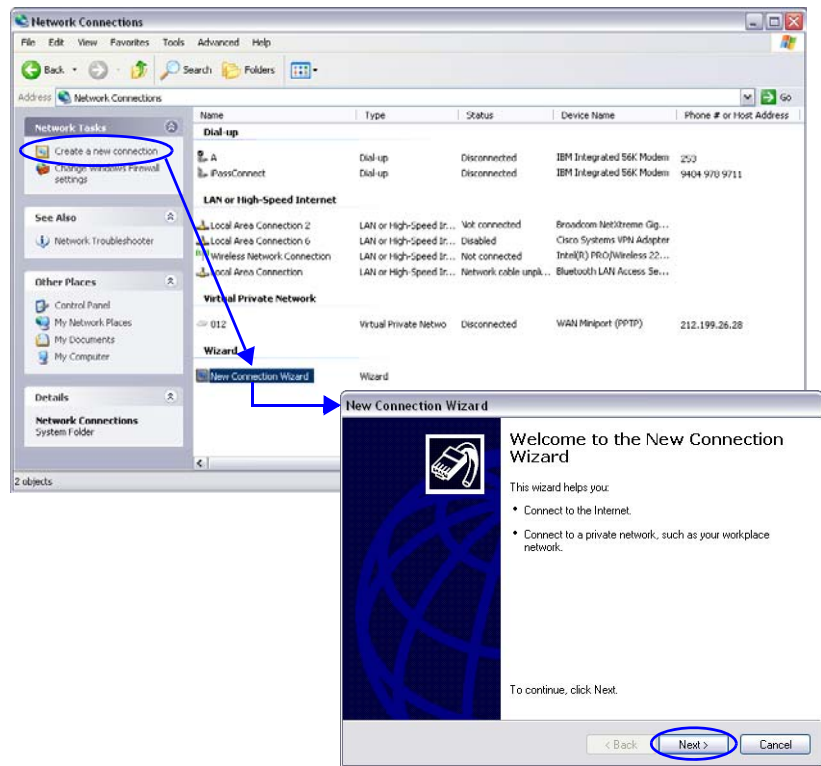 Network Connections
File Edit View Favorites Tools Advanced Help
Back Search Folders
Address Network Connections Go
Network Tasks
Create a new connection
Change Windows Firewall
settings
See Also
Network Troubleshooter
Other Places
Control Panel
My Network Places
My Documents
My Computer
Details
Network Connections
System Folder
Name Type Status Device Name Phone # or Host Address
Dial-up
A Dial-up Disconnected IBM Integrated 56K Modem 253
iPassConnect Dial-up Disconnected IBM Integrated 56K Modem 9404 978 9711
LAN or High-Speed Internet
Local Area Connection 2 LAN or High-Speed Ir... Not connected Broadcom NetXtreme Gig...
Local Area Connection 6 LAN or High-Speed Ir... Disabled Cisco Systems VPN Adapter
Wireless Network Connection LAN or High-Speed Ir... Not connected Intel(R) PRO/Wireless 22...
Local Area Connection LAN or High-Speed Ir... Network cable unpl... Bluetooth LAN Access Se...
Virtual Private Network
012 Virtual Private Netwo Disconnected WAN Miniport (PPTP) 212.199.26.28
Wizard
New Connection Wizard Wizard
2 objects
New Connection Wizard
Welcome to the New Connection
Wizard
This wizard helps you:
• Connect to the Internet.
• Connect to a private network, such as your workplace
network.
To continue, click Next.
< Back Next > Cancel